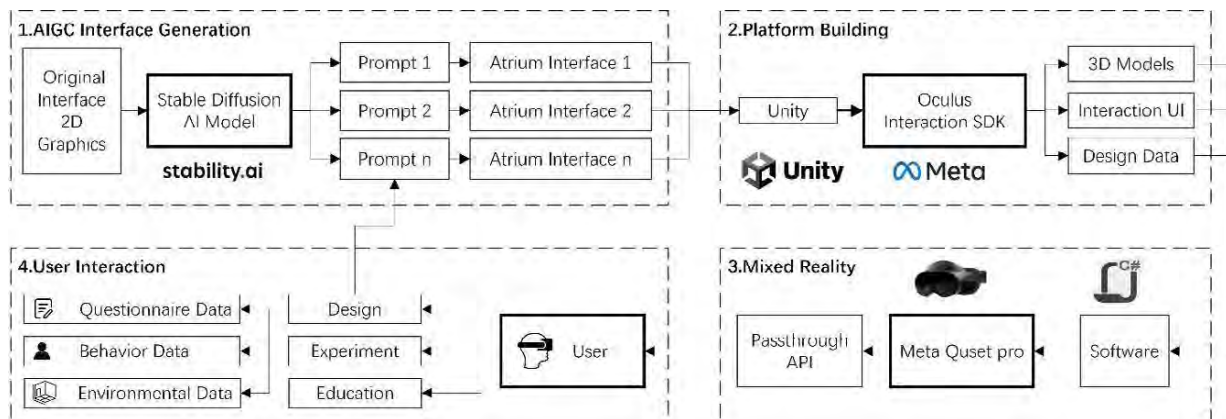 1.AIGC Interface Generation
Original
Interface
2D
Graphics
Stable Diffusion
AI Model
stability.ai
Prompt 1
Atrium Interface 1
Prompt 2
Atrium Interface 2
Prompt n
Atrium Interface n
2.Platform Building
Unity
Unity
Oculus
Interaction SDK
Meta
3D Models
Interaction UI
Design Data
4.User Interaction
Questionnaire Data
Behavior Data
Environmental Data
Design
Experiment
Education
User
3.Mixed Reality
C#
Passthrough
API
Meta Quset pro
Software